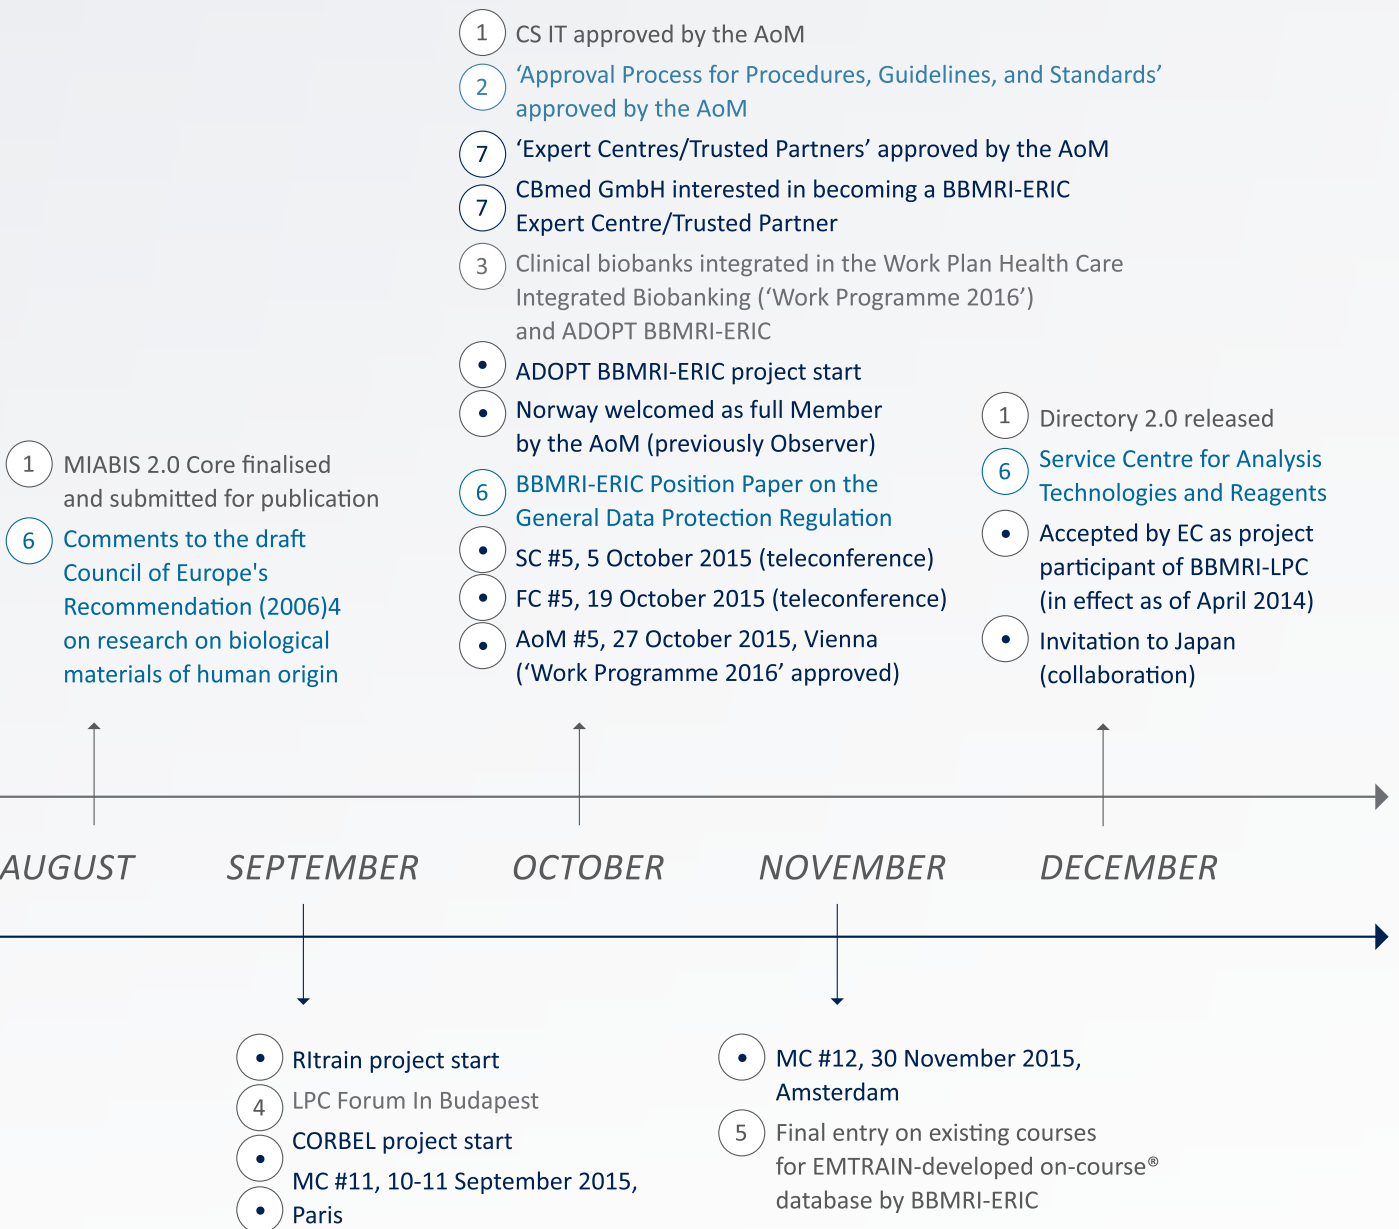 1 CS IT approved by the AoM
2 ‘Approval Process for Procedures, Guidelines, and Standards’
approved by the AoM
7 ‘Expert Centres/Trusted Partners’ approved by the AoM
7 CBmed GmbH interested in becoming a BBMRI-ERIC
Expert Centre/Trusted Partner
3 Clinical biobanks integrated in the Work Plan Health Care
Integrated Biobanking (‘Work Programme 2016’)
and ADOPT BBMRI-ERIC
• ADOPT BBMRI-ERIC project start
• Norway welcomed as full Member
by the AoM (previously Observer)
6 BBMRI-ERIC Position Paper on the
General Data Protection Regulation
• SC #5, 5 October 2015 (teleconference)
• FC #5, 19 October 2015 (teleconference)
• AoM #5, 27 October 2015, Vienna
(‘Work Programme 2016’ approved)
1 MIABIS 2.0 Core finalised
and submitted for publication
6 Comments to the draft
Council of Europe's
Recommendation (2006)4
on research on biological
materials of human origin
1 Directory 2.0 released
6 Service Centre for Analysis
Technologies and Reagents
• Accepted by EC as project
participant of BBMRI-LPC
(in effect as of April 2014)
• Invitation to Japan
(collaboration)
AUGUST SEPTEMBER OCTOBER NOVEMBER DECEMBER
• RItrain project start
4 LPC Forum In Budapest
• CORBEL project start
• MC #11, 10-11 September 2015,
Paris
• MC #12, 30 November 2015,
Amsterdam
5 Final entry on existing courses
for EMTRAIN-developed on-course®
database by BBMRI-ERIC